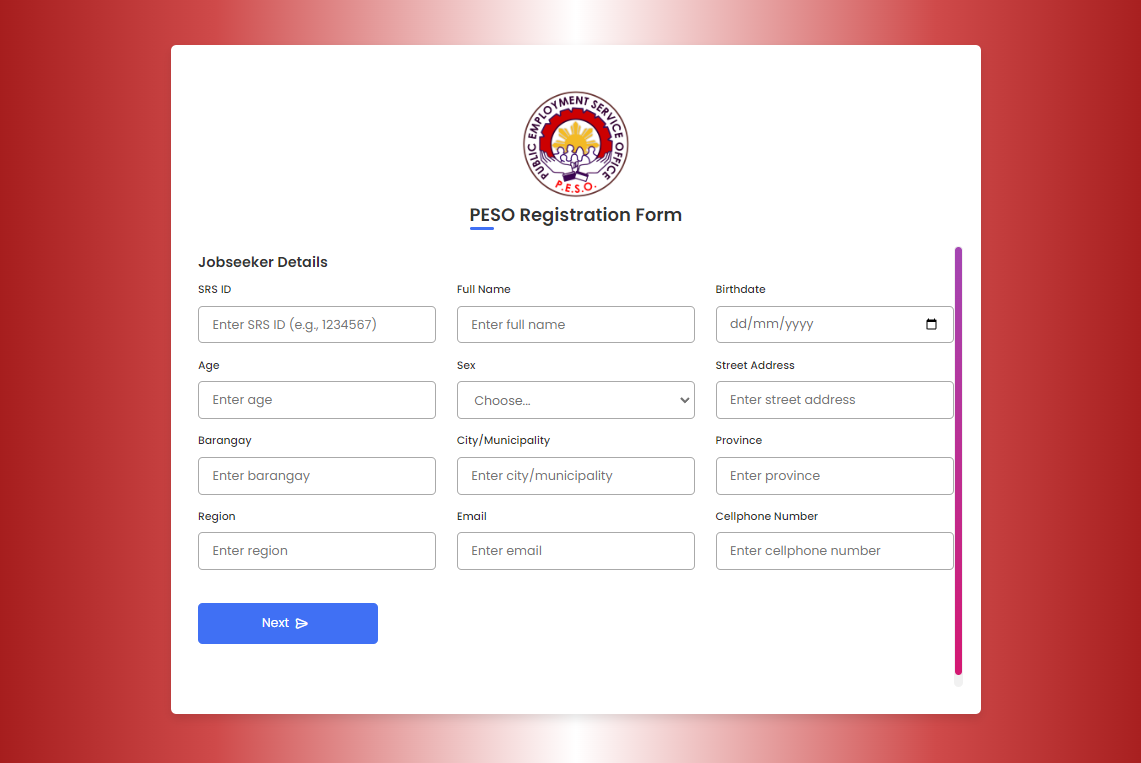 PUBLIC EMPLOYMENT SERVICE OFFICE
P.E.S.O.
PESO Registration Form
Jobseeker Details
SRS ID Full Name Birthdate
Enter SRS ID (e.g., 1234567) Enter full name dd/mm/yyyy
Age Sex Street Address
Enter age Choose... Enter street address
Barangay City/Municipality Province
Enter barangay Enter city/municipality Enter province
Region Email Cellphone Number
Enter region Enter email Enter cellphone number
Next